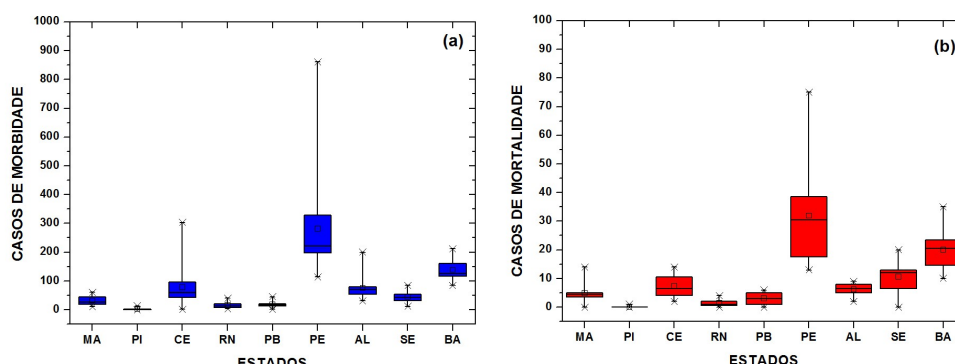 (a)
CASOS DE MORBIDADE
1000
900
800
700
600
500
400
300
200
100
0
MA PI CE RN PB PE AL SE BA
ESTADOS
(b)
CASOS DE MORTALIDADE
100
90
80
70
60
50
40
30
20
10
0
MA PI CE RN PB PE AL SE BA
ESTADOS